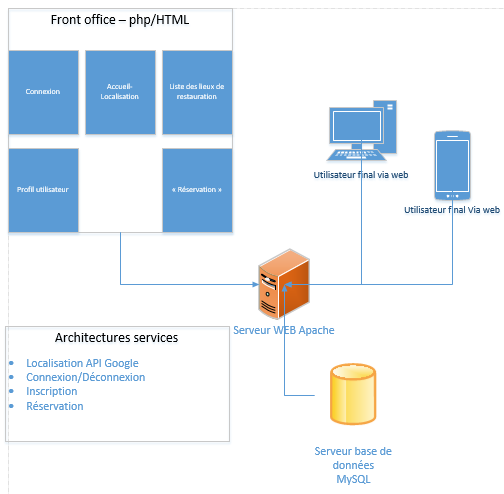 Front office – php/HTML
Connexion
Accueil-
Localisation
Liste des lieux de
restauration
Profil utilisateur
« Réservation »
Utilisateur final via web
Utilisateur final Via web
Serveur WEB Apache
Architectures services
• Localisation API Google
• Connexion/Déconnexion
• Inscription
• Réservation
Serveur base de
données
MySQL